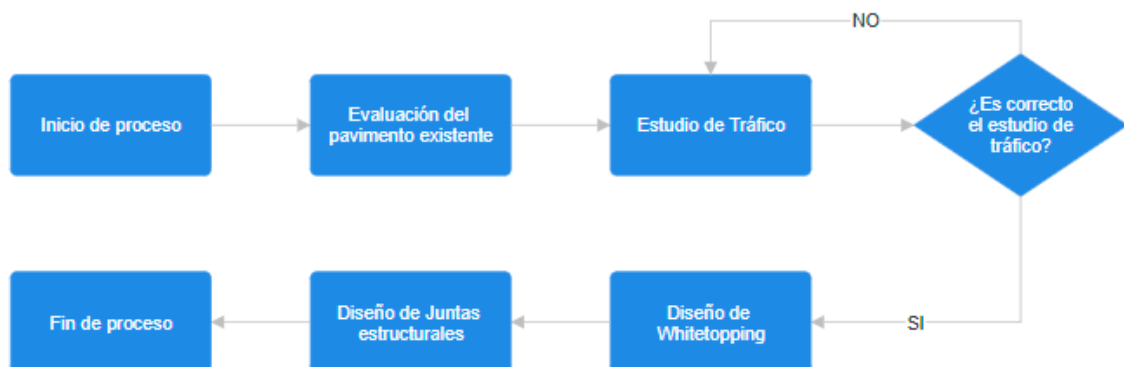 NO
Inicio de proceso
Evaluación del
pavimento existente
Estudio de Tráfico
¿Es correcto
el estudio de
tráfico?
Fin de proceso
Diseño de Juntas
estructurales
Diseño de
Whitetopping
SI